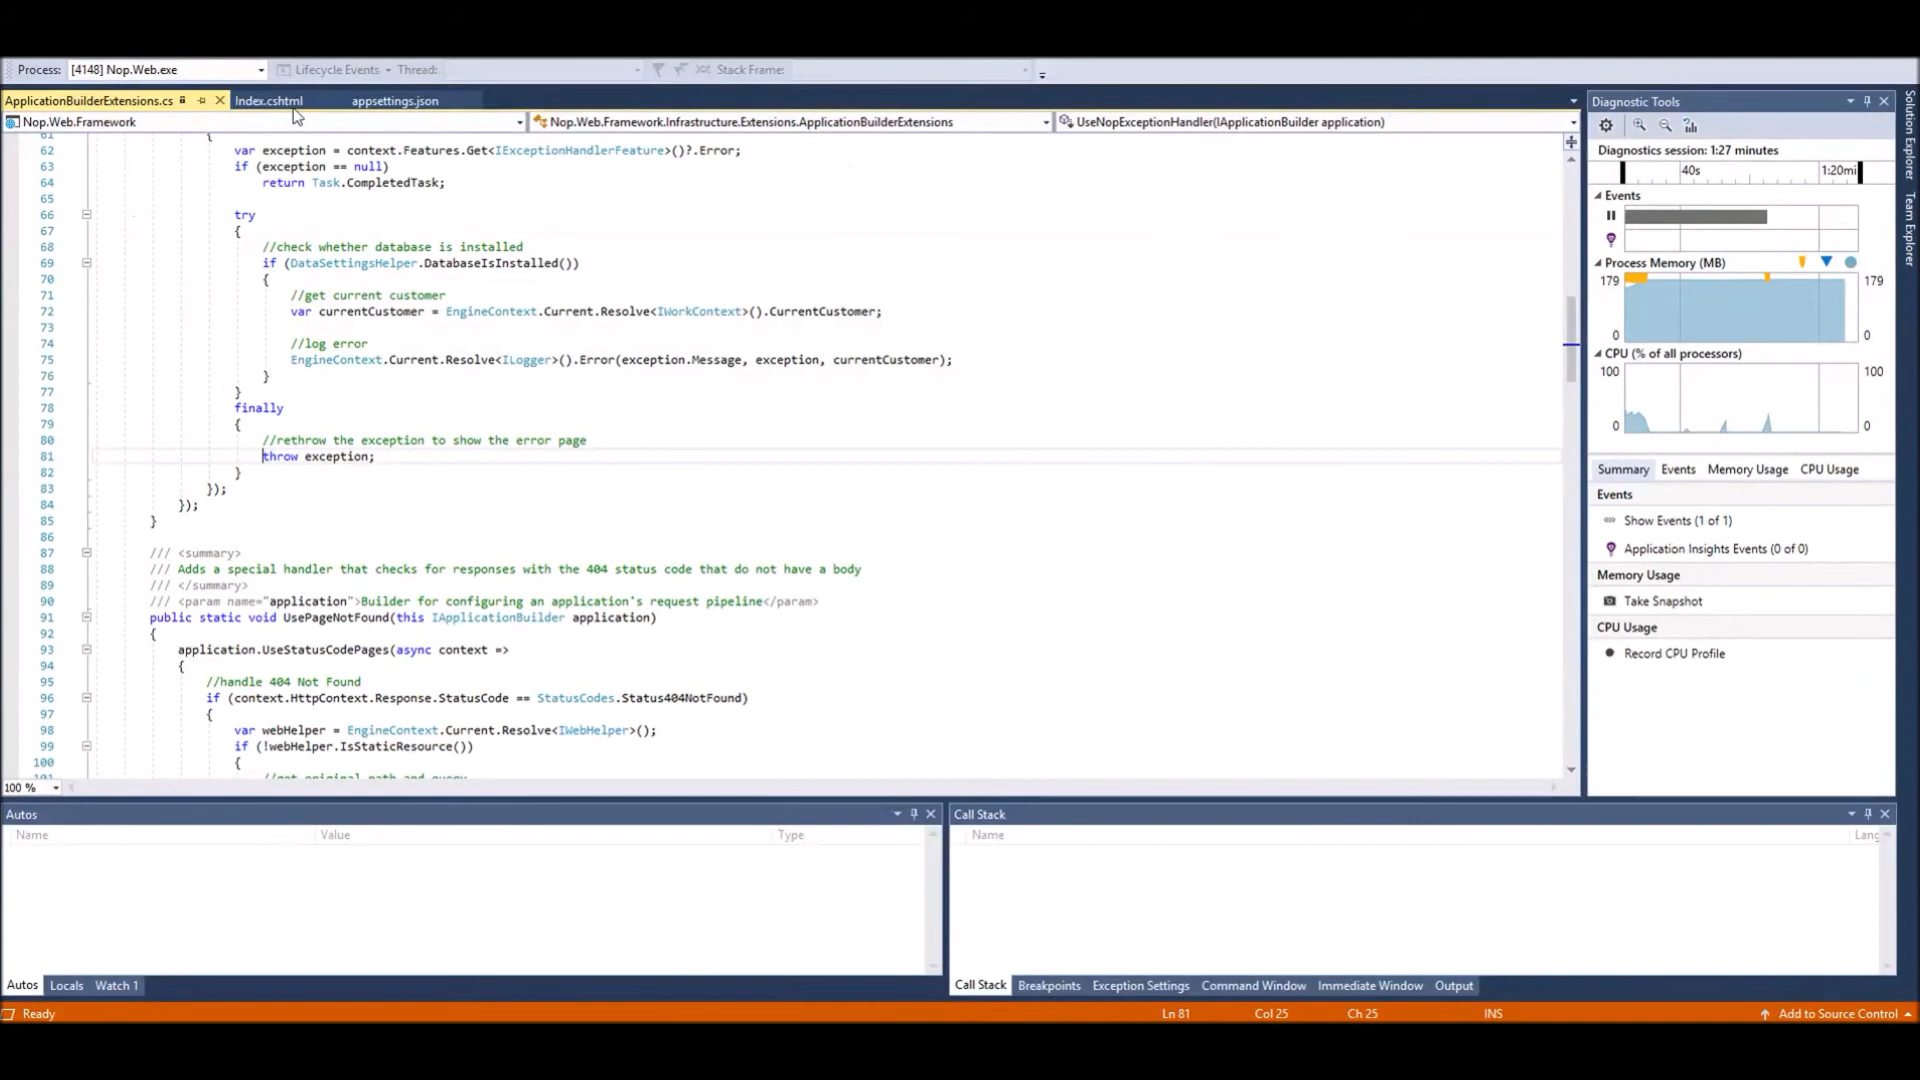 Process: [4148] Nop.Web.exe Lifecycle Events Thread: Stack Frame:
ApplicationBuilderExtensions.cs Index.cshtml appsettings.json
Nop.Web.Framework Nop.Web.Framework.Infrastructure.Extensions.ApplicationBuilderExtensions UseNopExceptionHandler(IApplicationBuilder application)
61 {
62 var exception = context.Features.Get<IExceptionHandlerFeature>()?.Error;
63 if (exception == null)
64 return Task.CompletedTask;
65
66 try
67 {
68 //check whether database is installed
69 if (DataSettingsHelper.DatabaseIsInstalled())
70 {
71 //get current customer
72 var currentCustomer = EngineContext.Current.Resolve<IWorkContext>().CurrentCustomer;
73
74 //log error
75 EngineContext.Current.Resolve<ILogger>().Error(exception.Message, exception, currentCustomer);
76 }
77 }
78 finally
79 {
80 //rethrow the exception to show the error page
81 throw exception;
82 }
83 });
84 });
85 }
86
87 /// <summary>
88 /// Adds a special handler that checks for responses with the 404 status code that do not have a body
89 /// </summary>
90 /// <param name="application">Builder for configuring an application's request pipeline</param>
91 public static void UsePageNotFound(this IApplicationBuilder application)
92 {
93 application.UseStatusCodePages(async context =>
94 {
95 //handle 404 Not Found
96 if (context.HttpContext.Response.StatusCode == StatusCodes.Status404NotFound)
97 {
98 var webHelper = EngineContext.Current.Resolve<IWebHelper>();
99 if (!webHelper.IsStaticResource())
100 {
101 //get original path and query
100 %
Diagnostic Tools
Diagnostics session: 1:27 minutes
40s 1:20mi
Events
Process Memory (MB)
179 179
0 0
CPU (% of all processors)
100 100
0 0
Summary Events Memory Usage CPU Usage
Events
Show Events (1 of 1)
Application Insights Events (0 of 0)
Memory Usage
Take Snapshot
CPU Usage
Record CPU Profile
Solution Explorer
Team Explorer
Autos
Name Value Type
Autos Locals Watch 1
Call Stack
Name Lang
Call Stack Breakpoints Exception Settings Command Window Immediate Window Output
Ready Ln 81 Col 25 Ch 25 INS Add to Source Control